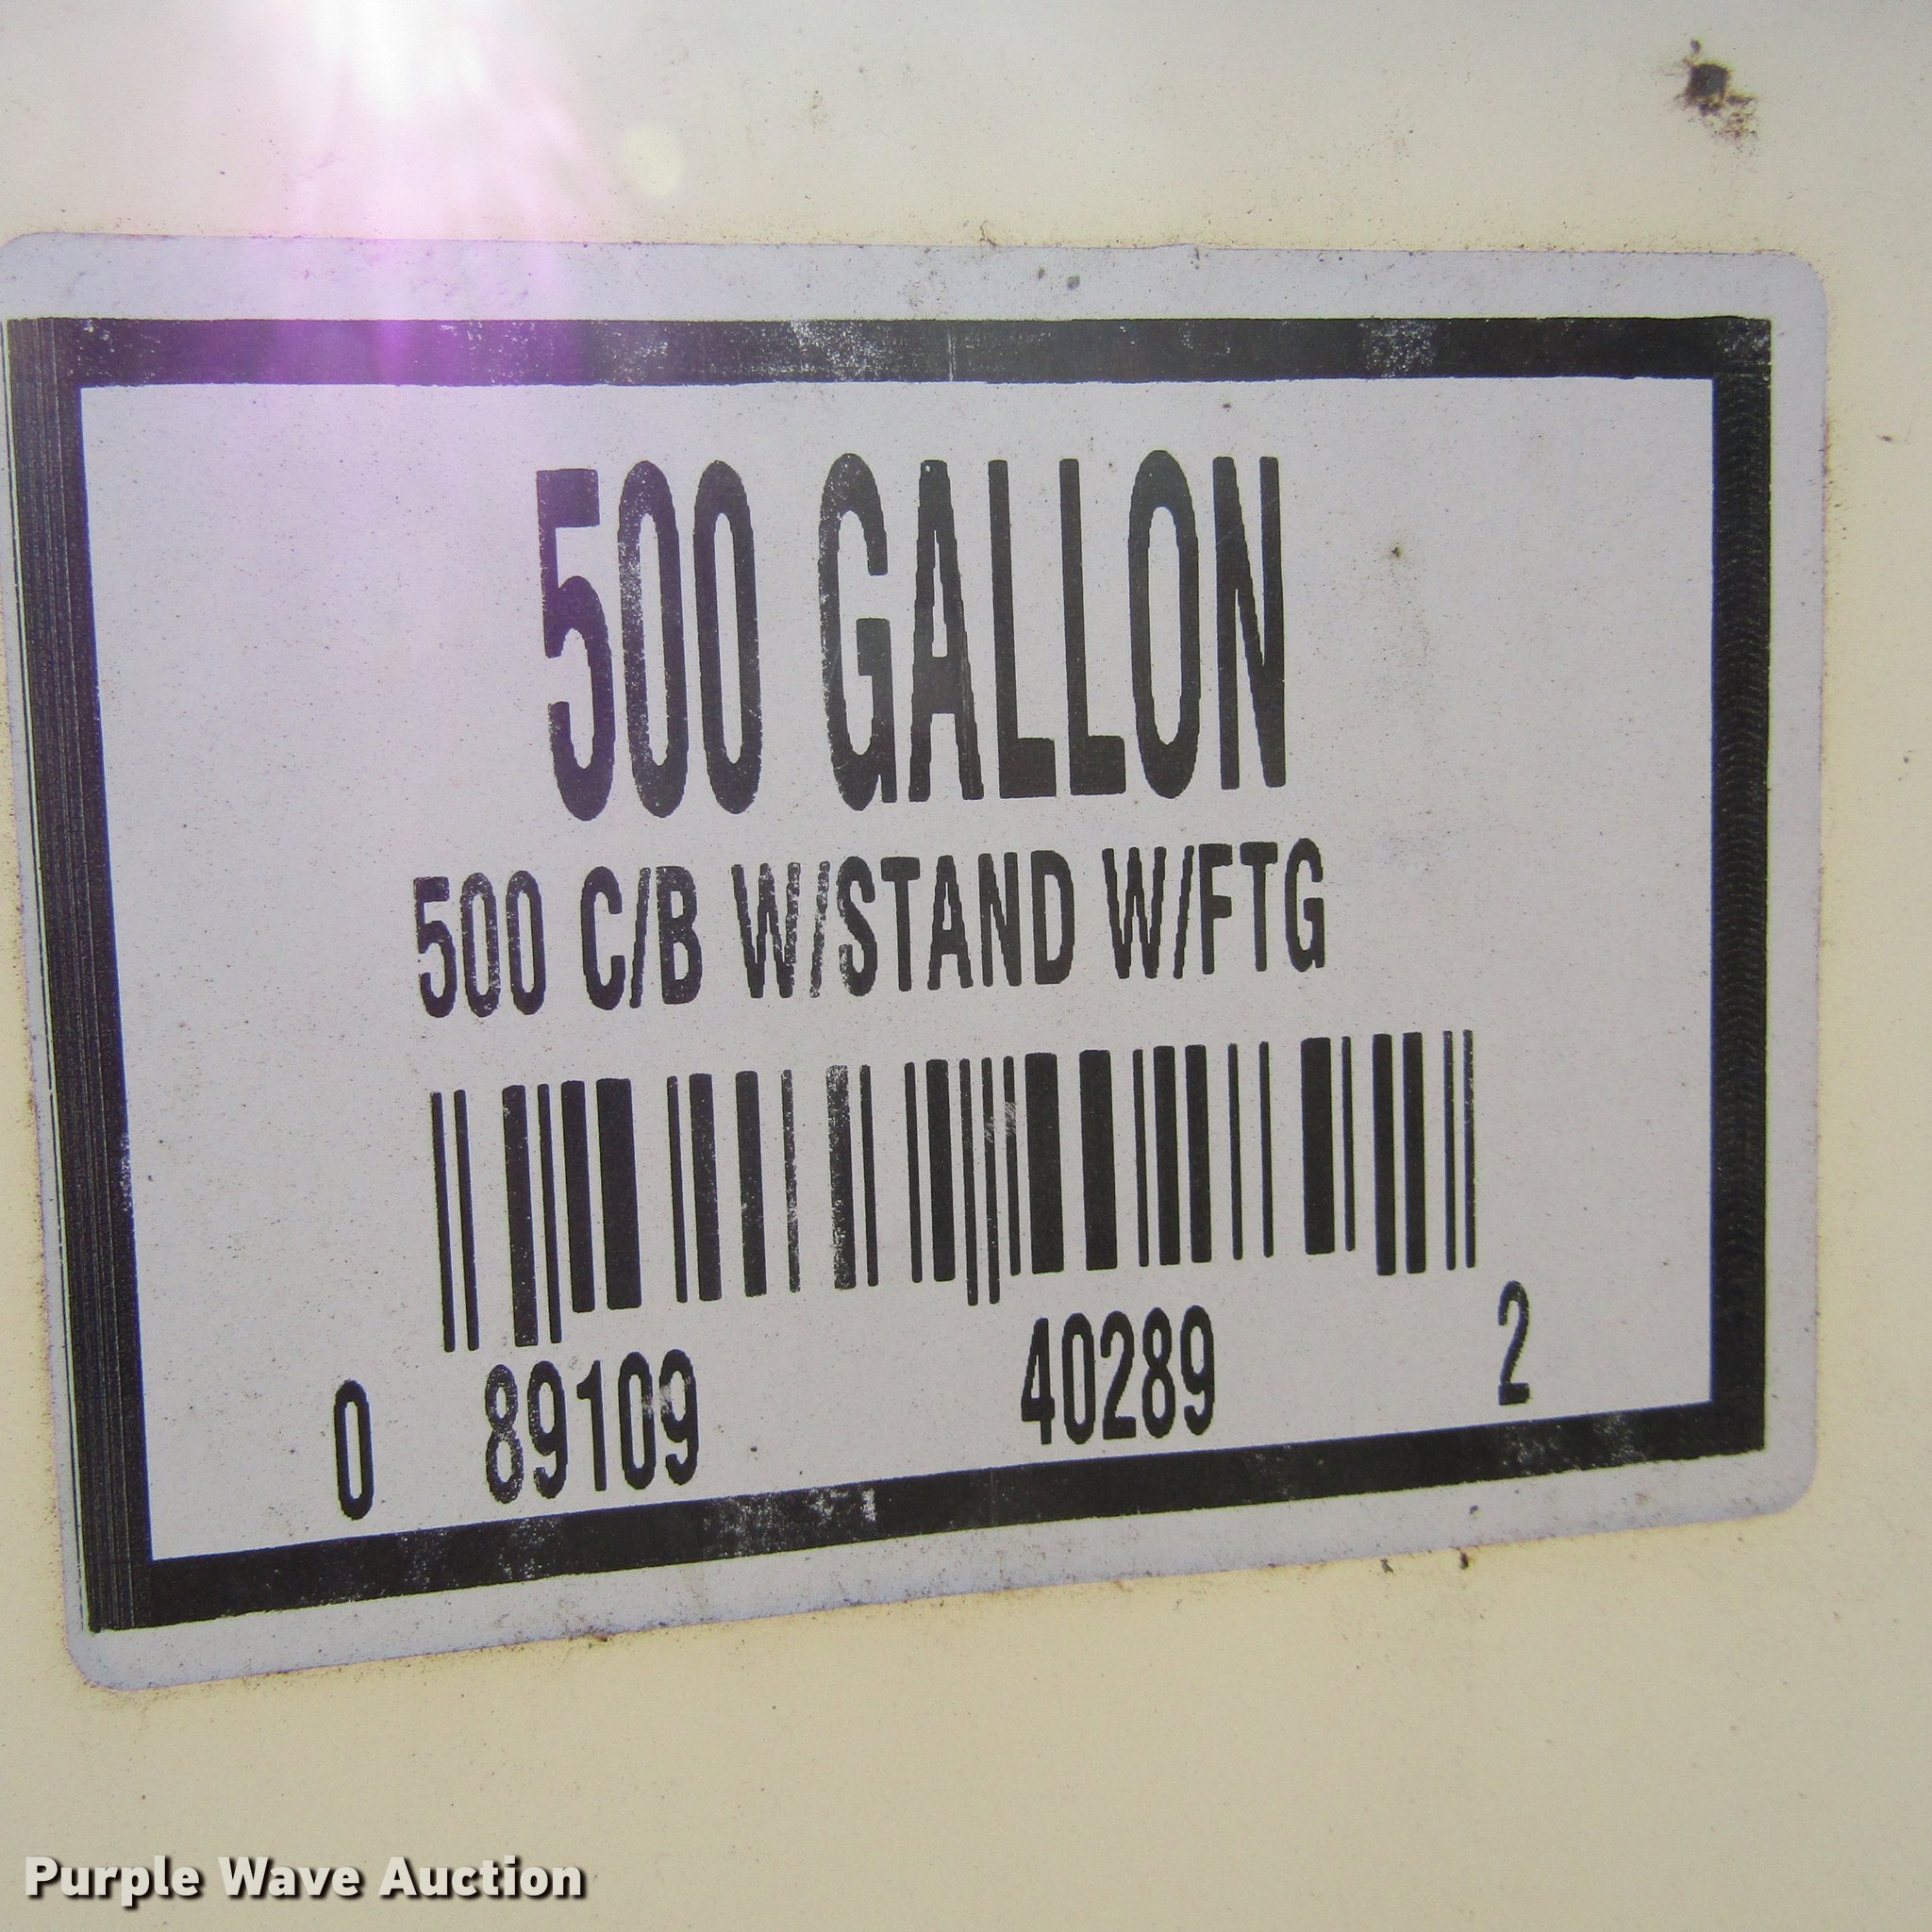 500 GALLON
500 C/B W/STAND W/FTG
0 89109 40289 2
Purple Wave Auction